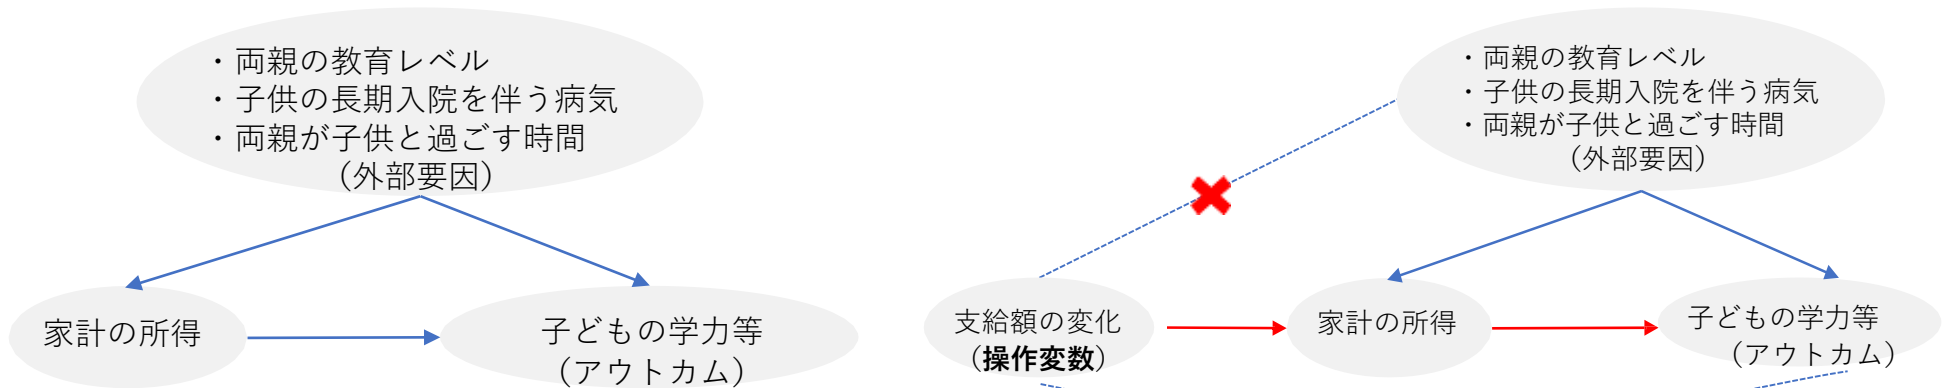 ・両親の教育レベル
・子供の長期入院を伴う病気
・両親が子供と過ごす時間
（外部要因）
家計の所得
子どもの学力等
（アウトカム）
・両親の教育レベル
・子供の長期入院を伴う病気
・両親が子供と過ごす時間
（外部要因）
支給額の変化
（操作変数）
家計の所得
子どもの学力等
（アウトカム）